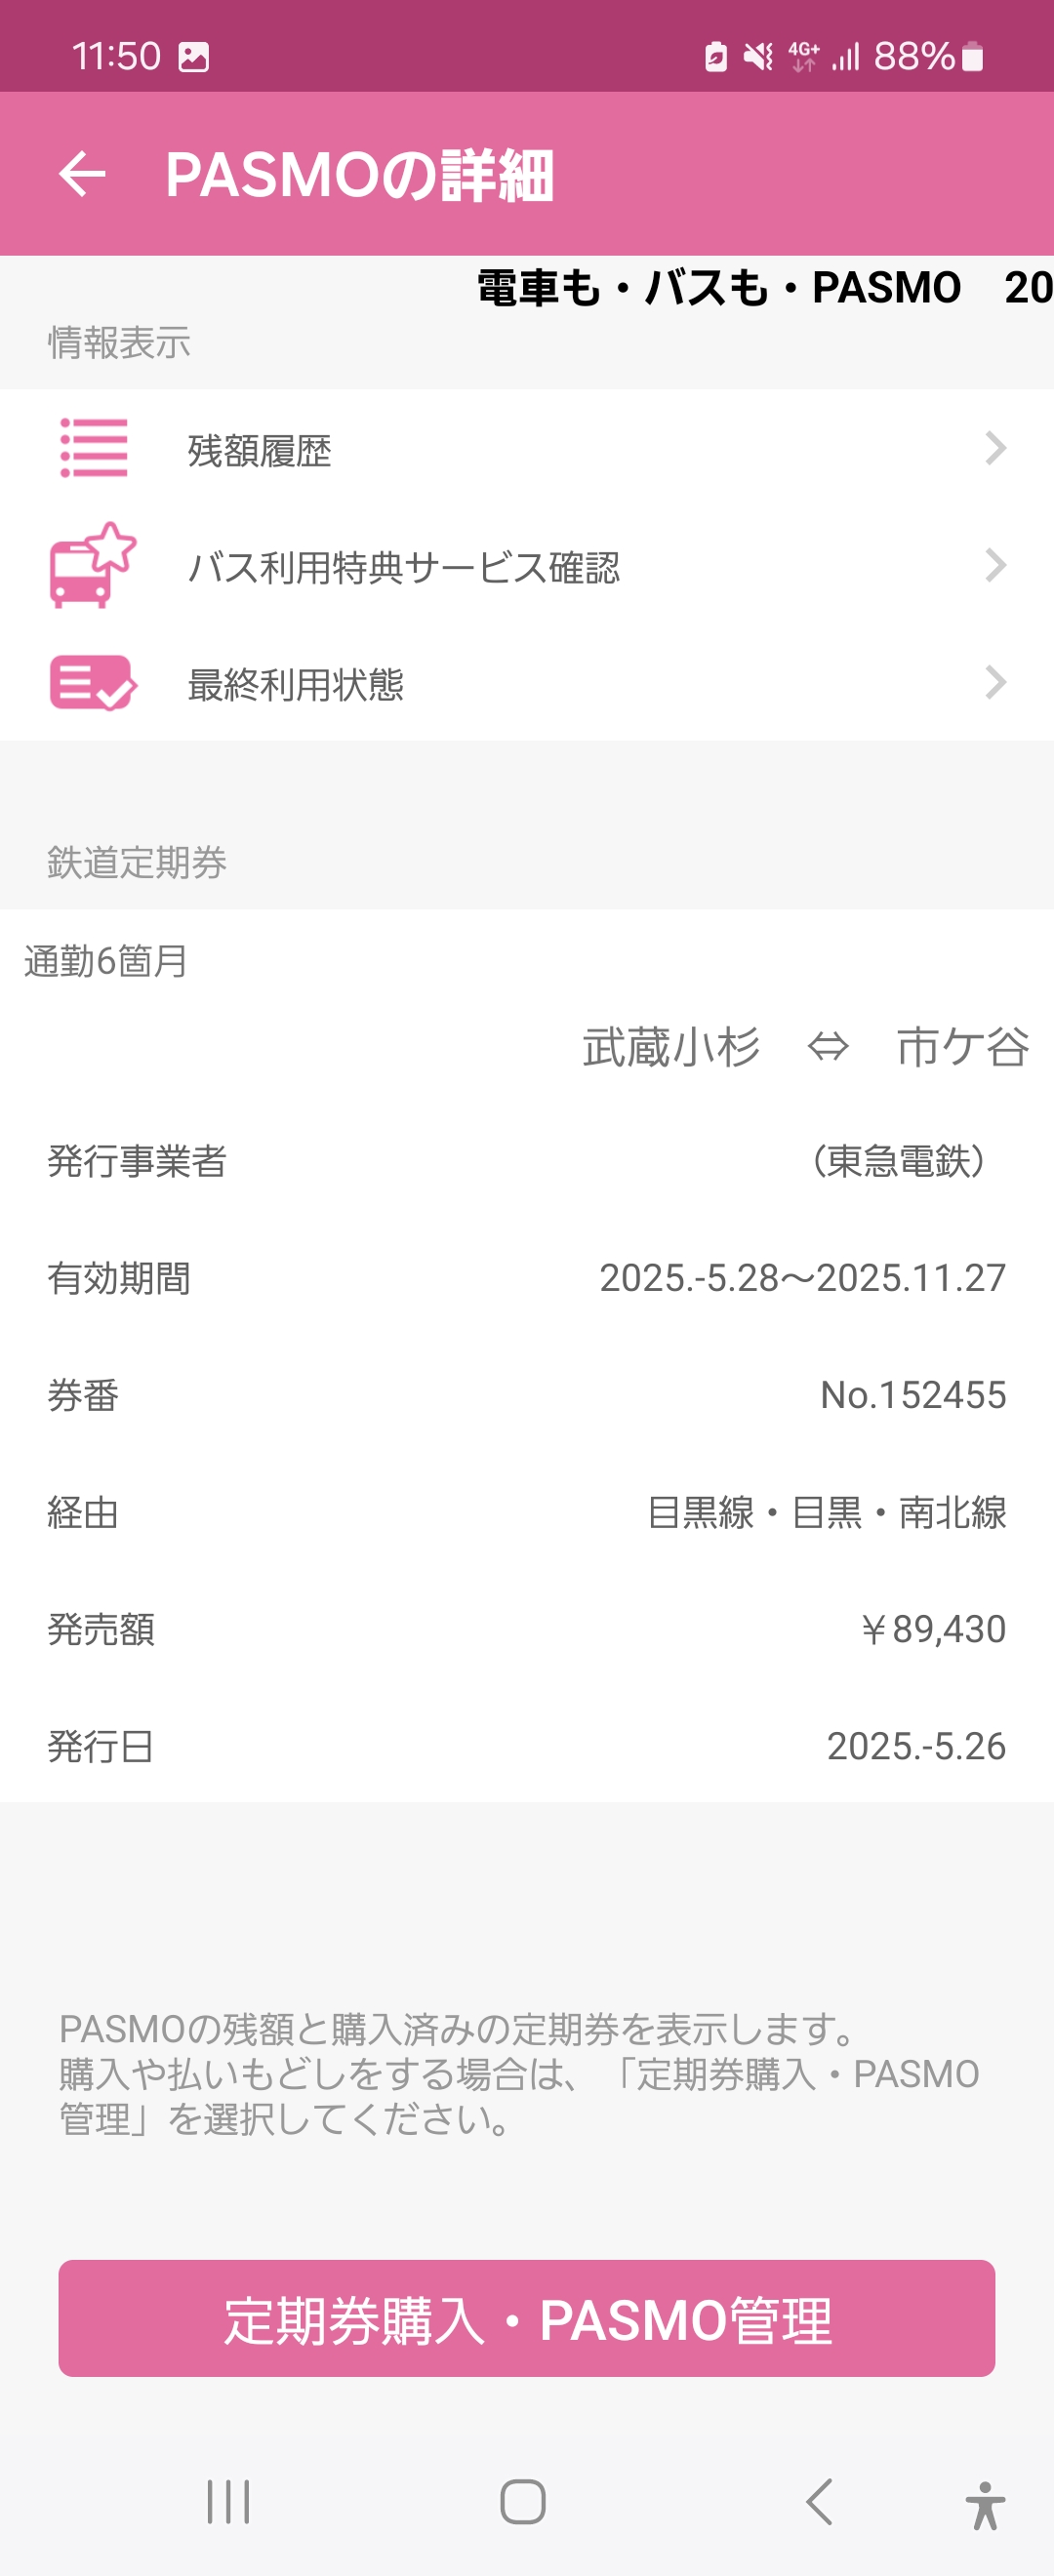 11:50
4G+ 88%
PASMOの詳細
電車も・バスも・PASMO 20
情報表示
残額履歴
バス利用特典サービス確認
最終利用状態
鉄道定期券
通勤6箇月
武蔵小杉 ⇔ 市ケ谷
発行事業者 （東急電鉄）
有効期間 2025.-5.28～2025.11.27
券番 No.152455
経由 目黒線・目黒・南北線
発売額 ￥89,430
発行日 2025.-5.26
PASMOの残額と購入済みの定期券を表示します。
購入や払いもどしをする場合は、「定期券購入・PASMO
管理」を選択してください。
定期券購入・PASMO管理